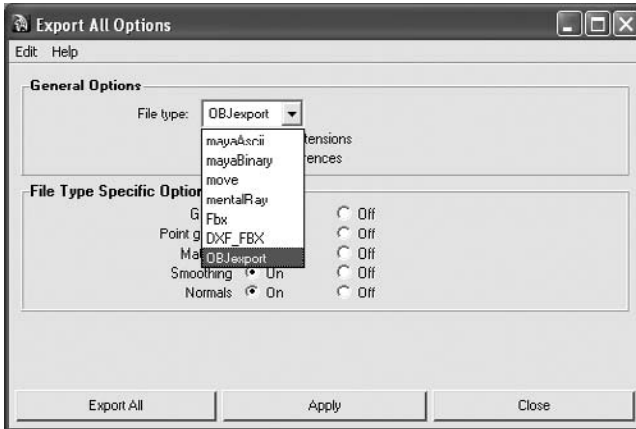 Export All Options
Edit Help
General Options
File type: OBJexport
mayaAscii
tensions
mayaBinary
rences
move
mentalRay
File Type Specific Option
Fbx
G Off
DXF_FBX
Point g Off
OBJexport
Ma Off
Smoothing On Off
Normals On Off
Export All Apply Close